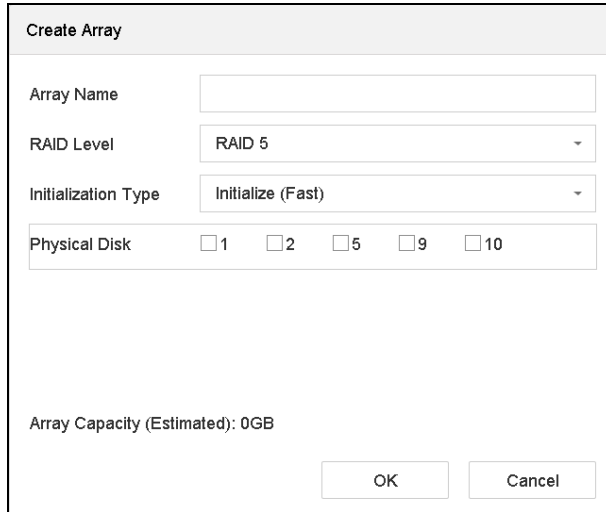 Create Array
Array Name
RAID Level RAID 5
Initialization Type Initialize (Fast)
Physical Disk 1 2 5 9 10
Array Capacity (Estimated): 0GB
OK Cancel